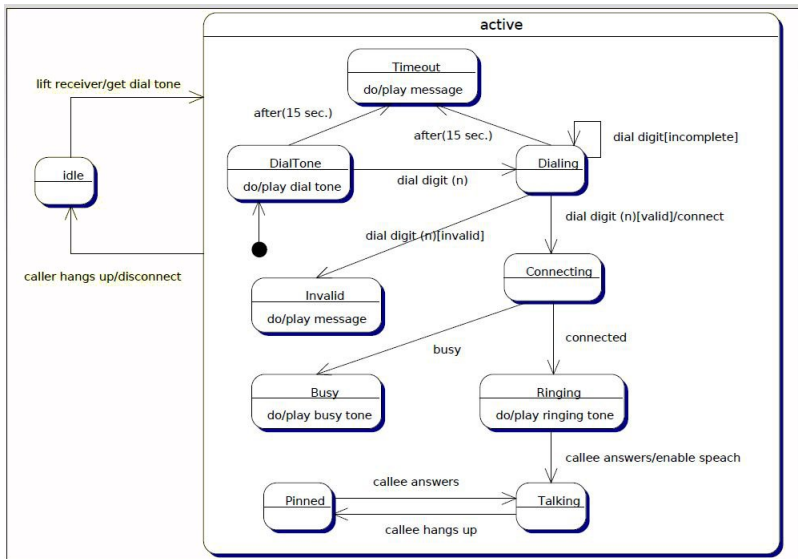 active
Timeout
do/play message
lift receiver/get dial tone
after(15 sec.)
after(15 sec.)
dial digit[incomplete]
DialTone
do/play dial tone
Dialing
idle
dial digit (n)
dial digit (n)[valid]/connect
dial digit (n)[invalid]
caller hangs up/disconnect
Connecting
Invalid
do/play message
connected
busy
Busy
do/play busy tone
Ringing
do/play ringing tone
callee answers/enable speach
callee answers
Pinned
Talking
callee hangs up